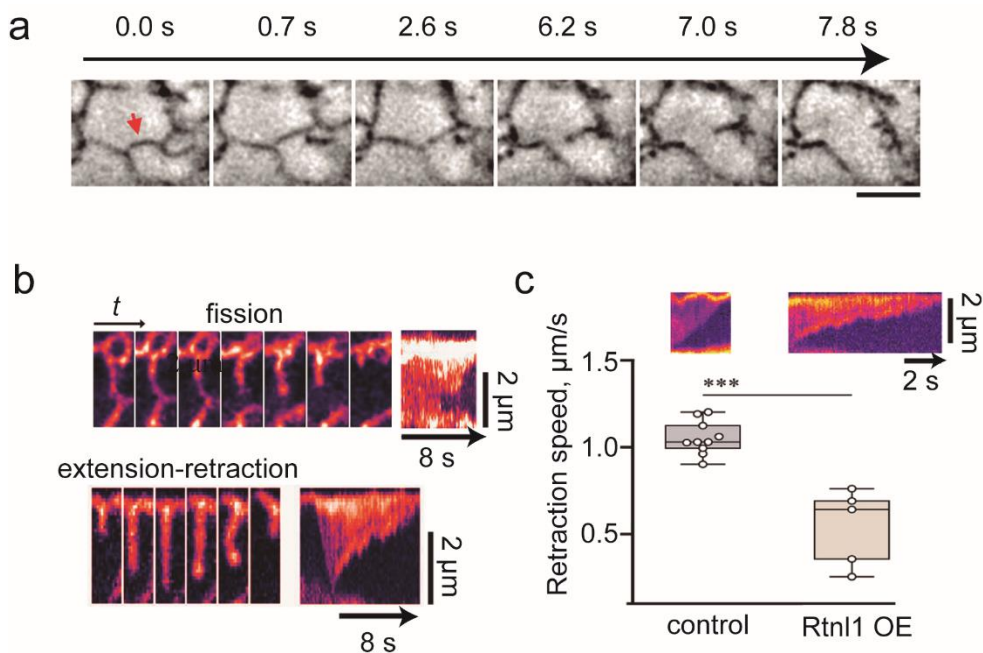 a
0.0 s 0.7 s 2.6 s 6.2 s 7.0 s 7.8 s
b
t fission
2 μm
8 s
extension-retraction
2 μm
8 s
c
2 μm
2 s
Retraction speed, μm/s
1.5
1.0
0.5
***
control Rtnl1 OE